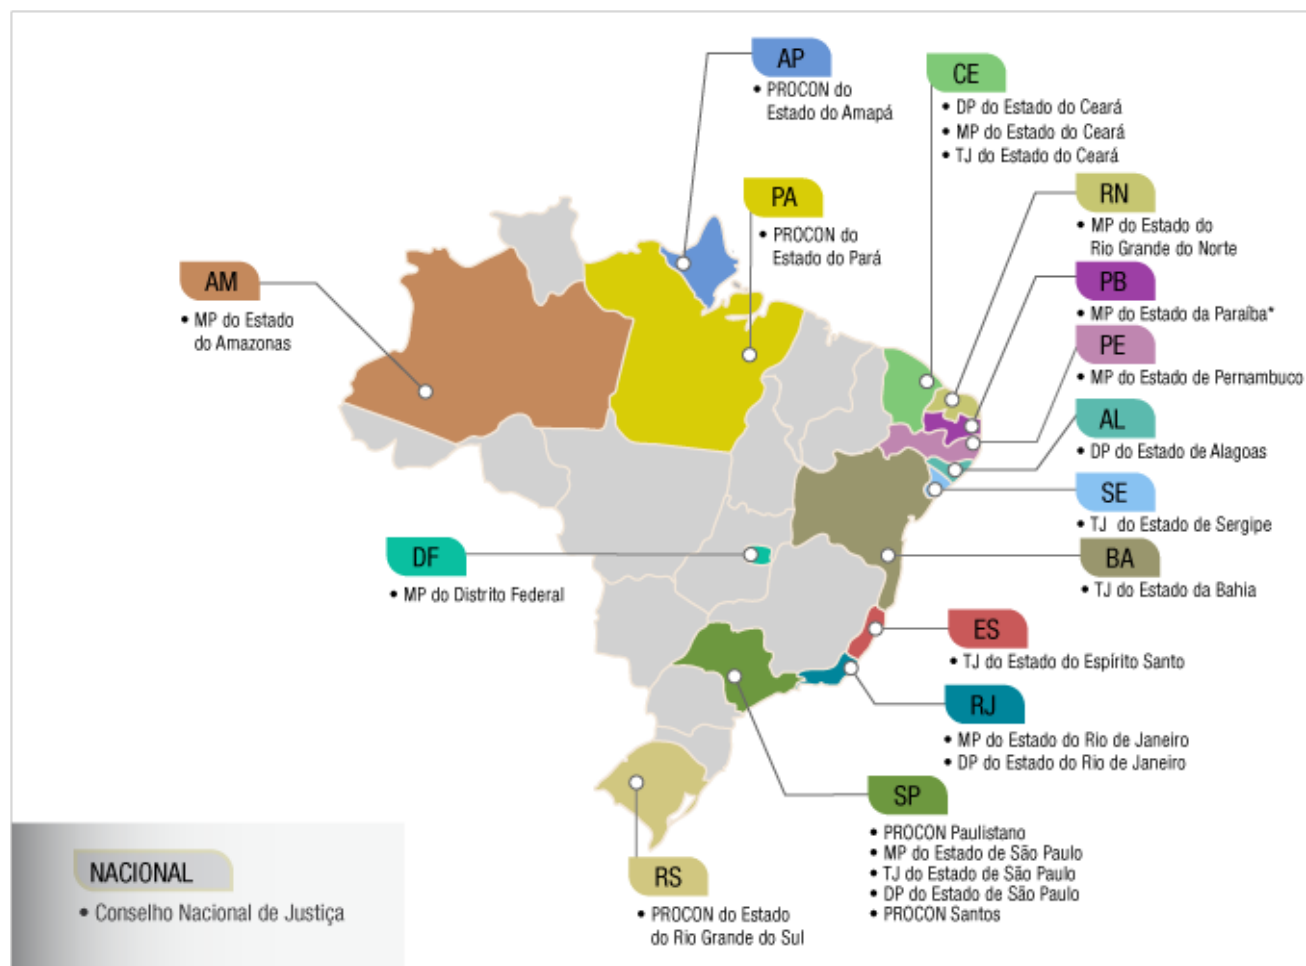 AP
• PROCON do
Estado do Amapá
CE
• DP do Estado do Ceará
• MP do Estado do Ceará
• TJ do Estado do Ceará
PA
• PROCON do
Estado do Pará
RN
• MP do Estado do
Rio Grande do Norte
AM
• MP do Estado
do Amazonas
PB
• MP do Estado da Paraíba*
PE
• MP do Estado de Pernambuco
AL
• DP do Estado de Alagoas
SE
• TJ do Estado de Sergipe
DF
• MP do Distrito Federal
BA
• TJ do Estado da Bahia
ES
• TJ do Estado do Espírito Santo
RJ
• MP do Estado do Rio de Janeiro
• DP do Estado do Rio de Janeiro
SP
• PROCON Paulistano
• MP do Estado de São Paulo
• TJ do Estado de São Paulo
• DP do Estado de São Paulo
• PROCON Santos
RS
• PROCON do Estado
do Rio Grande do Sul
NACIONAL
• Conselho Nacional de Justiça